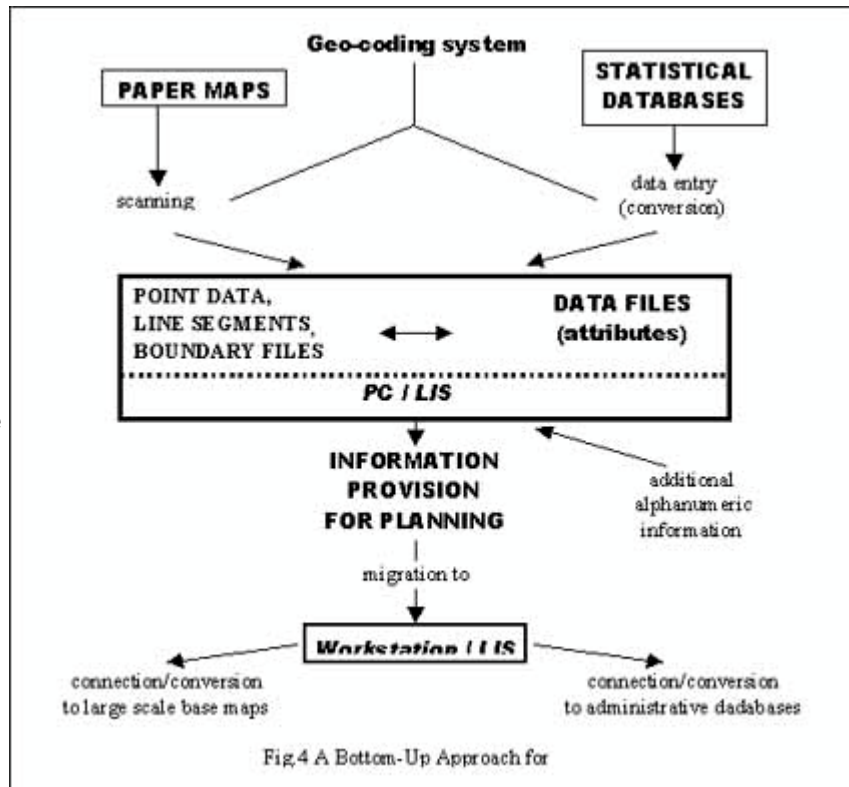 Geo-coding system
PAPER MAPS
STATISTICAL
DATABASES
scanning
data entry
(conversion)
POINT DATA,
LINE SEGMENTS,
BOUNDARY FILES
DATA FILES
(attributes)
PC / LIS
INFORMATION
PROVISION
FOR PLANNING
additional
alphanumeric
information
migration to
Workstation / LIS
connection/conversion
to large scale base maps
connection/conversion
to administrative dadabases
Fig.4 A Bottom-Up Approach for